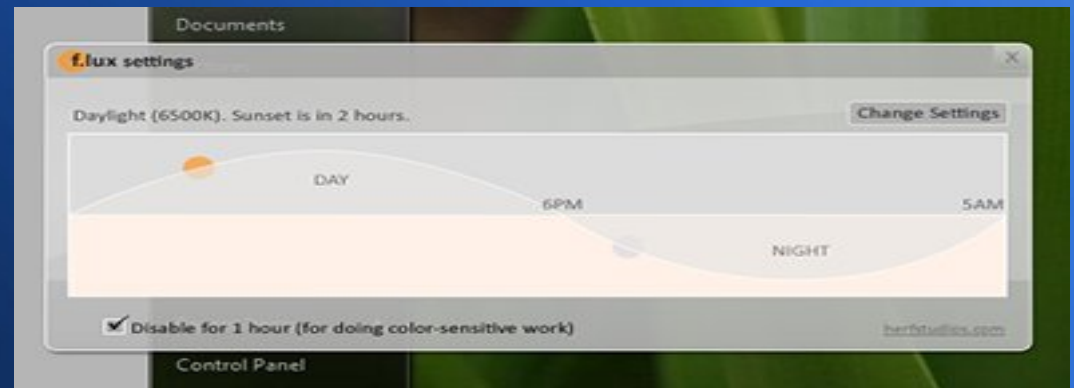 Documents
f.lux settings
Daylight (6500K). Sunset is in 2 hours.
Change Settings
DAY
6PM
5AM
NIGHT
Disable for 1 hour (for doing color-sensitive work)
herfstudios.com
Control Panel